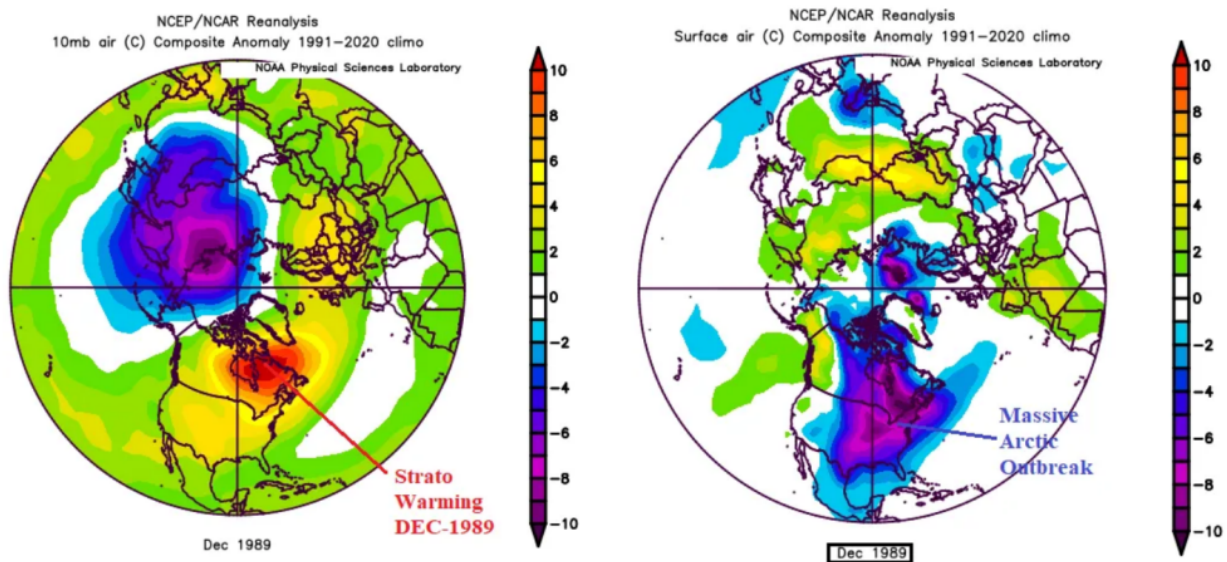 NCEP/NCAR Reanalysis
10mb air (C) Composite Anomaly 1991-2020 climo
NOAA Physical Sciences Laboratory
10
8
6
4
2
0
-2
-4
-6
-8
-10
Strato
Warming
DEC-1989
Dec 1989
NCEP/NCAR Reanalysis
Surface air (C) Composite Anomaly 1991-2020 climo
NOAA Physical Sciences Laboratory
10
8
6
4
2
0
-2
-4
-6
-8
-10
Massive
Arctic
Outbreak
Dec 1989